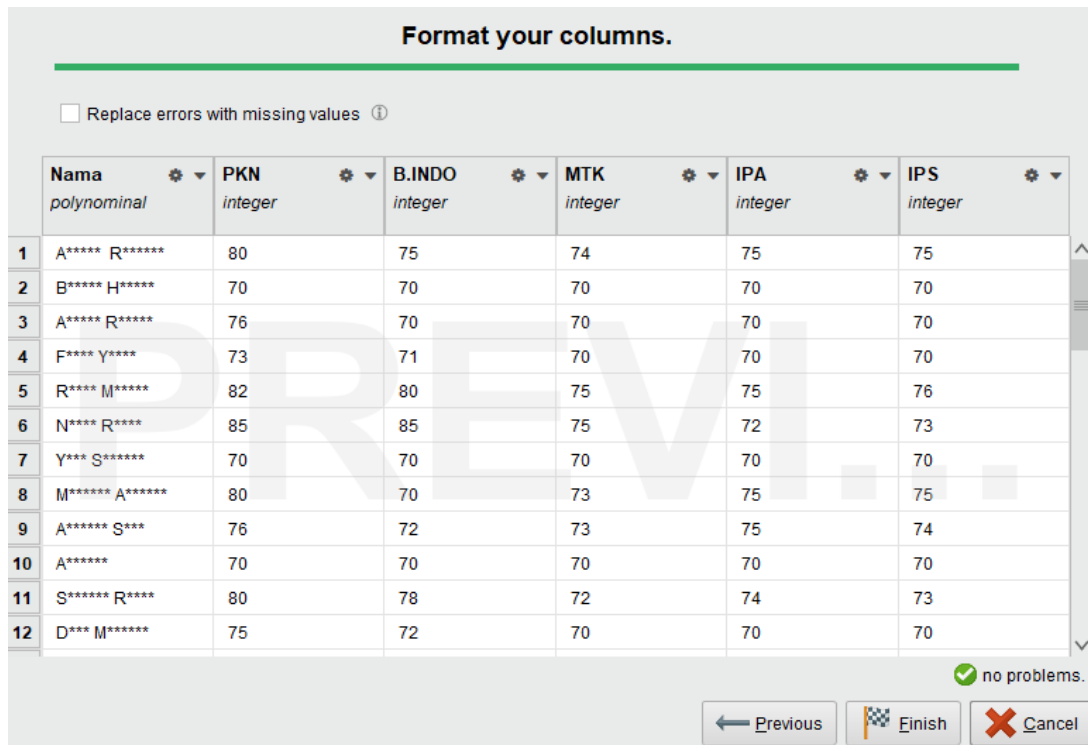 Format your columns.
Replace errors with missing values
Nama PKN B.INDO MTK IPA IPS
polynominal integer integer integer integer integer
1 A***** R****** 80 75 74 75 75
2 B***** H***** 70 70 70 70 70
3 A***** R***** 76 70 70 70 70
4 F**** Y**** 73 71 70 70 70
5 R**** M***** 82 80 75 75 76
6 N**** R**** 85 85 75 72 73
7 Y*** S****** 70 70 70 70 70
8 M****** A****** 80 70 73 75 75
9 A****** S*** 76 72 73 75 74
10 A****** 70 70 70 70 70
11 S****** R**** 80 78 72 74 73
12 D*** M****** 75 72 70 70 70
PREVI...
no problems.
Previous Finish Cancel